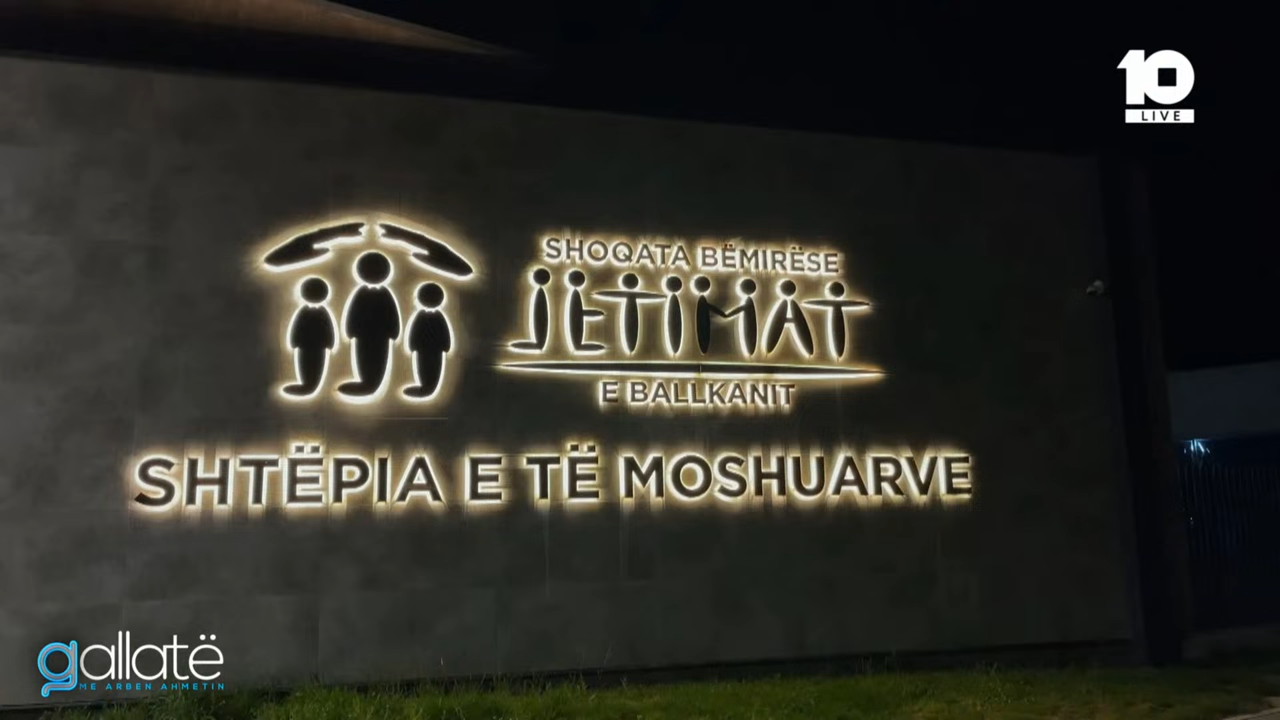 10
LIVE
SHOQATA BËMIRËSE
JETIMAT
E BALLKANIT
SHTËPIA E TË MOSHUARVE
gallatë
ME ARBEN AHMETIN